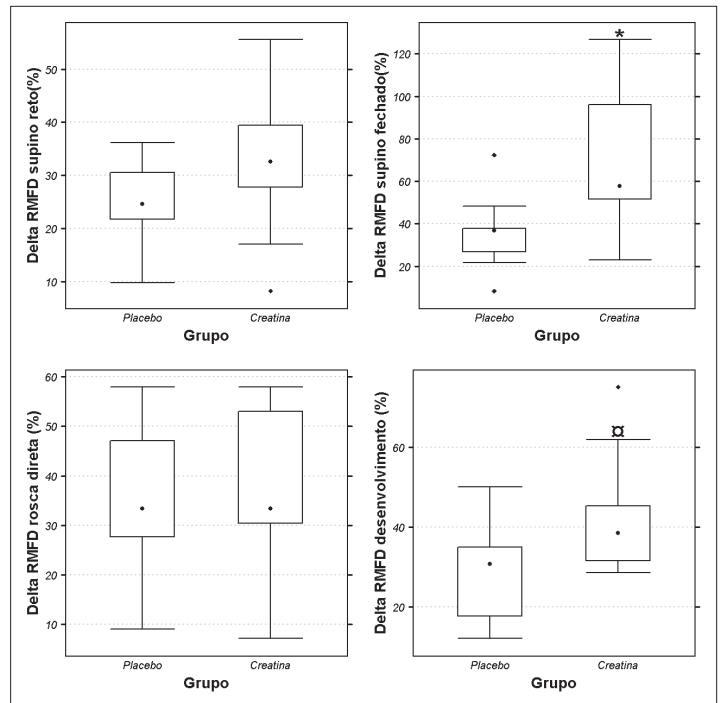 Delta RMFD supino reto(%)
50
40
30
20
10
Placebo
Creatina
Grupo
Delta RMFD supino fechado(%)
120
100
80
60
40
20
*
Placebo
Creatina
Grupo
Delta RMFD rosca direta (%)
60
50
40
30
20
10
Placebo
Creatina
Grupo
Delta RMFD desenvolvimento (%)
60
40
20
¤
Placebo
Creatina
Grupo